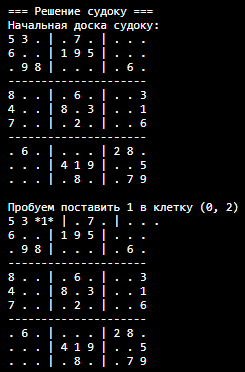 === Решение судоку ===
Начальная доска судоку:
5 3 . | . 7 . | . . .
6 . . | 1 9 5 | . . .
. 9 8 | . . . | . 6 .
---------------------
8 . . | . 6 . | . . 3
4 . . | 8 . 3 | . . 1
7 . . | . 2 . | . . 6
---------------------
. 6 . | . . . | 2 8 .
. . . | 4 1 9 | . . 5
. . . | . 8 . | . 7 9

Пробуем поставить 1 в клетку (0, 2)
5 3 *1* | . 7 . | . . .
6 . . | 1 9 5 | . . .
. 9 8 | . . . | . 6 .
---------------------
8 . . | . 6 . | . . 3
4 . . | 8 . 3 | . . 1
7 . . | . 2 . | . . 6
---------------------
. 6 . | . . . | 2 8 .
. . . | 4 1 9 | . . 5
. . . | . 8 . | . 7 9